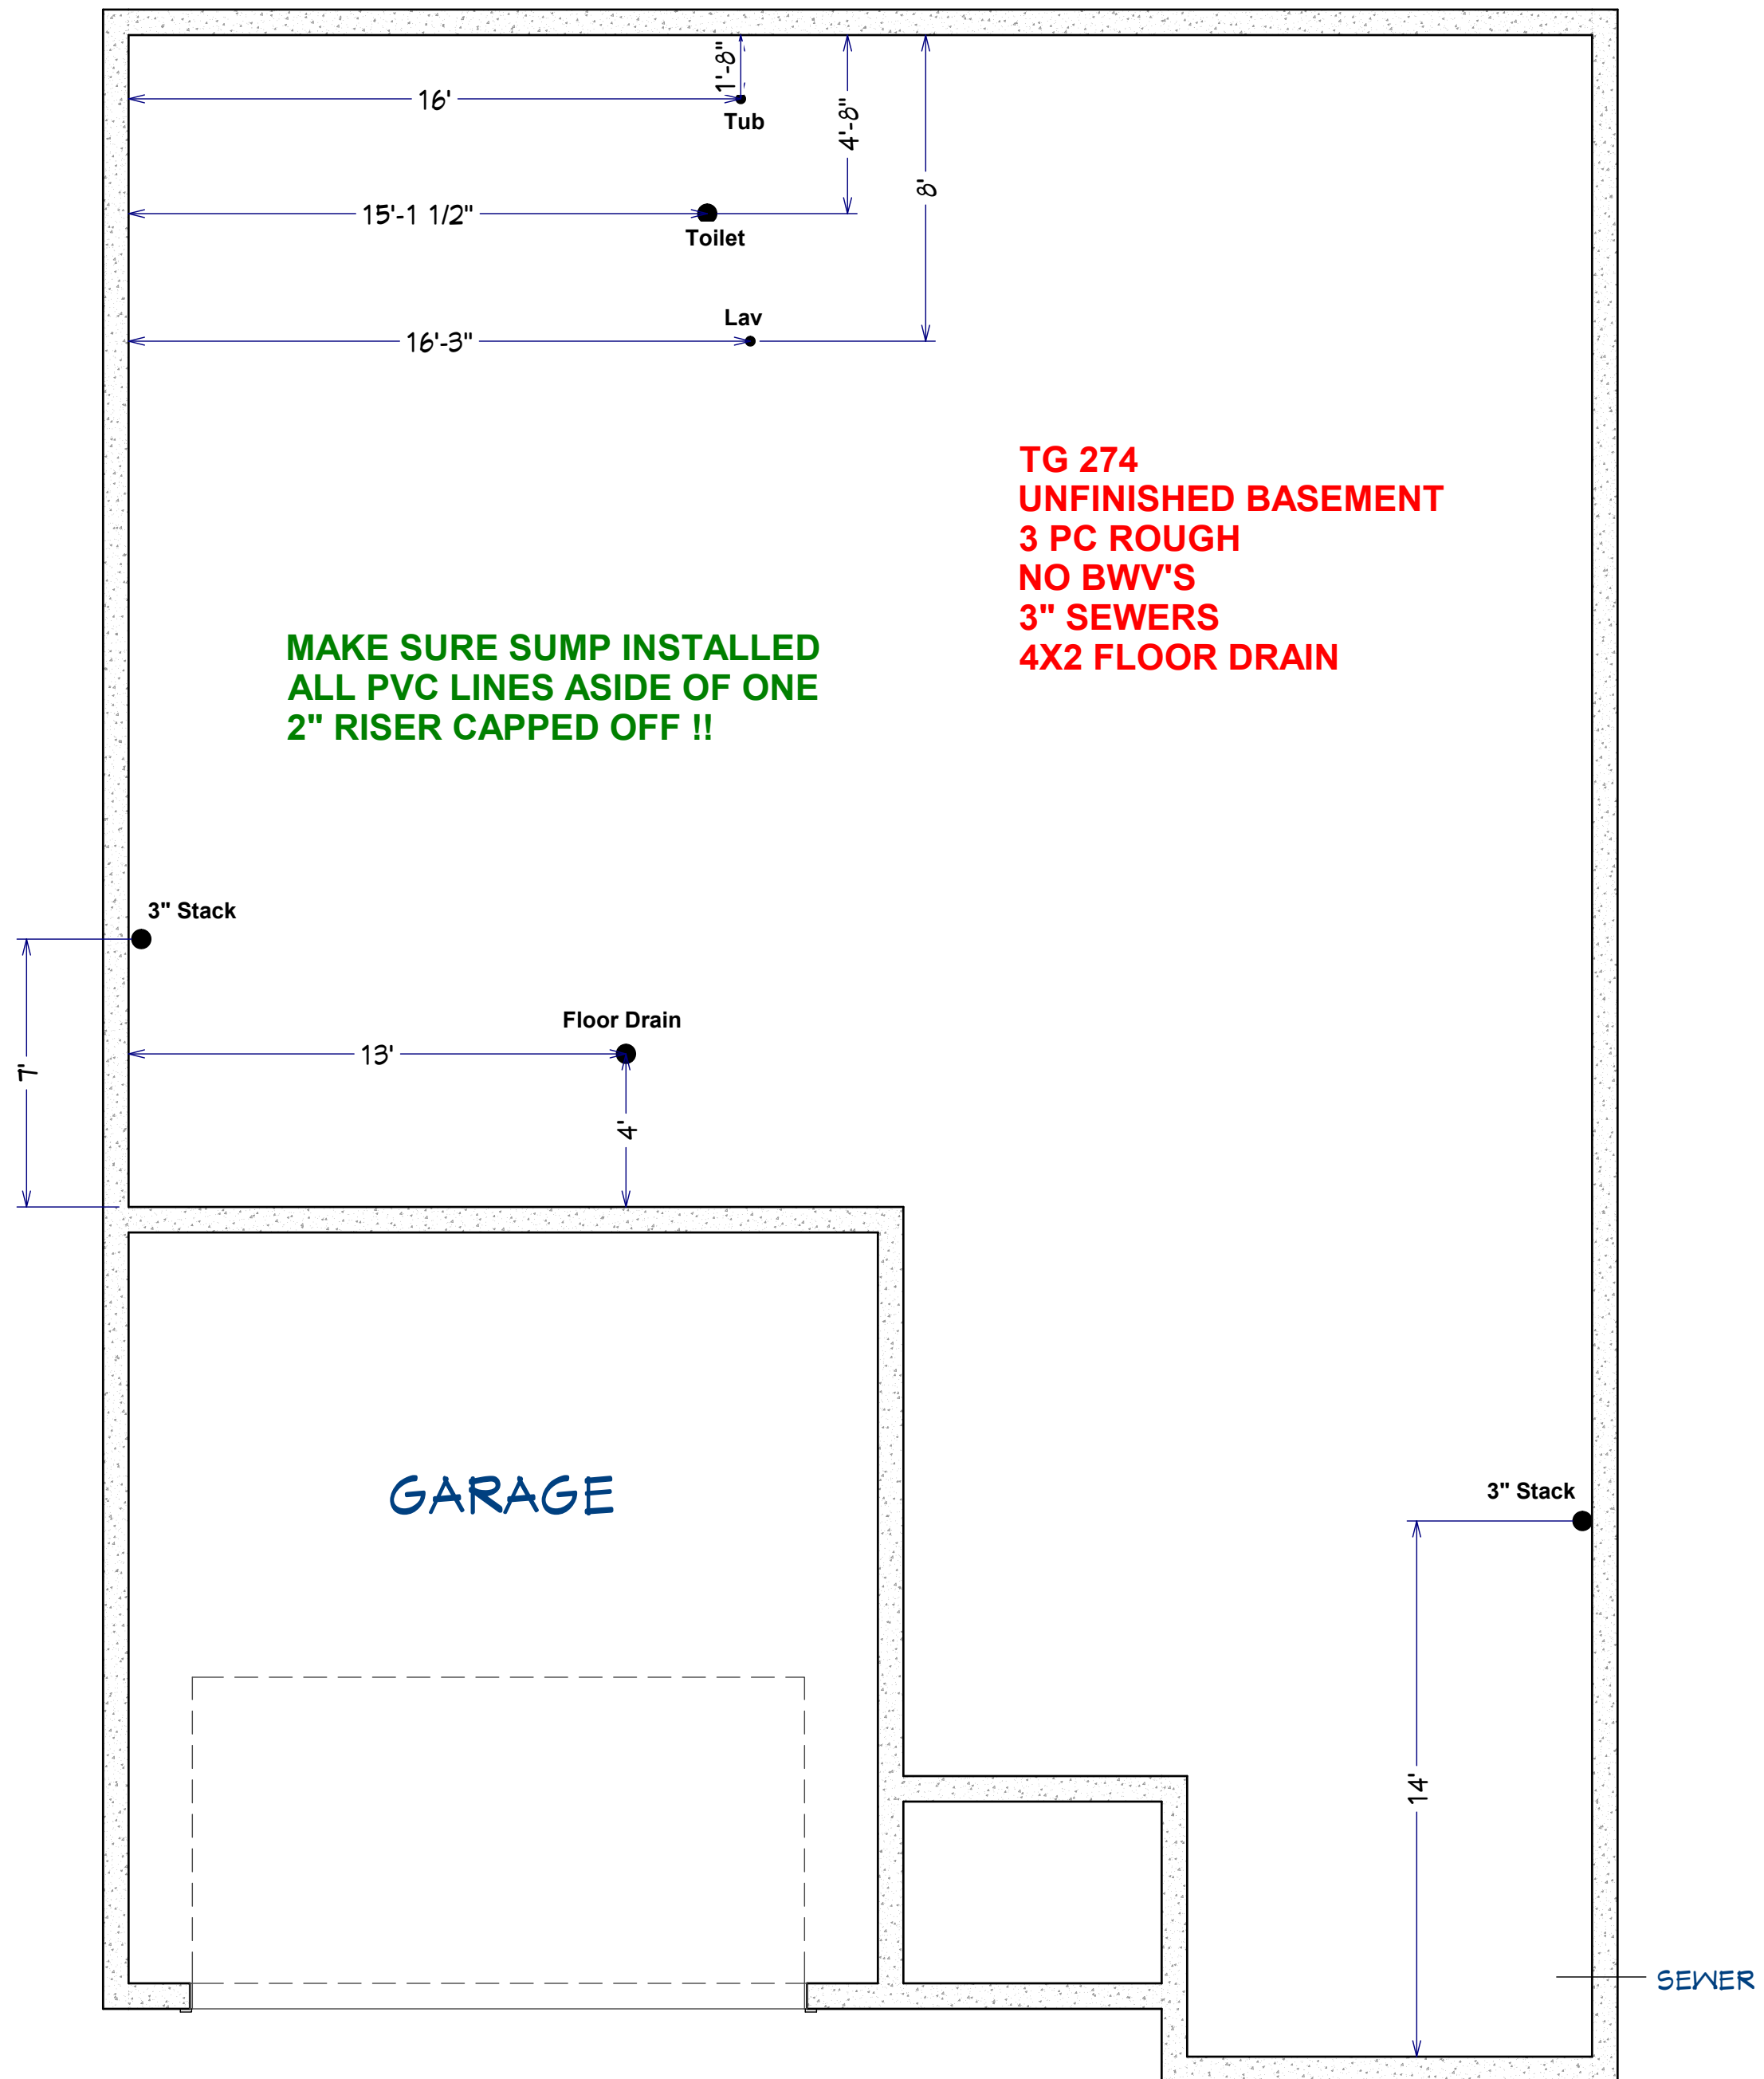 1'-8"
16'
Tub
4'-8"
8'
15'-1 1/2"
Toilet
Lav
16'-3"
TG 274
UNFINISHED BASEMENT
3 PC ROUGH
NO BWV'S
3" SEWERS
4X2 FLOOR DRAIN
MAKE SURE SUMP INSTALLED
ALL PVC LINES ASIDE OF ONE
2" RISER CAPPED OFF !!
3" Stack
Floor Drain
13'
7'
4'
GARAGE
3" Stack
14'
SEWER